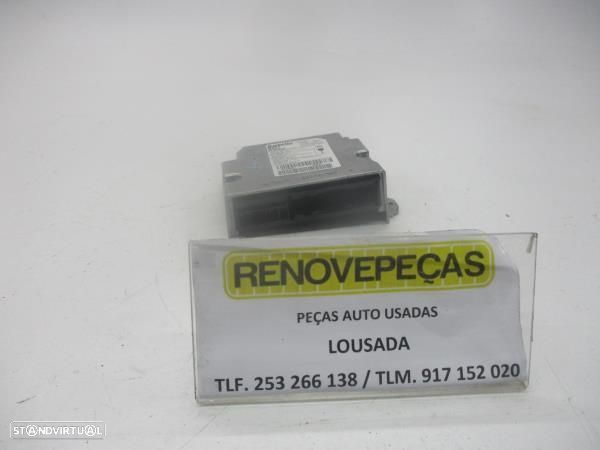 RENOVEPEÇAS
PEÇAS AUTO USADAS
LOUSADA
TLF. 253 266 138 / TLM. 917 152 020
STANDVIRTUAL